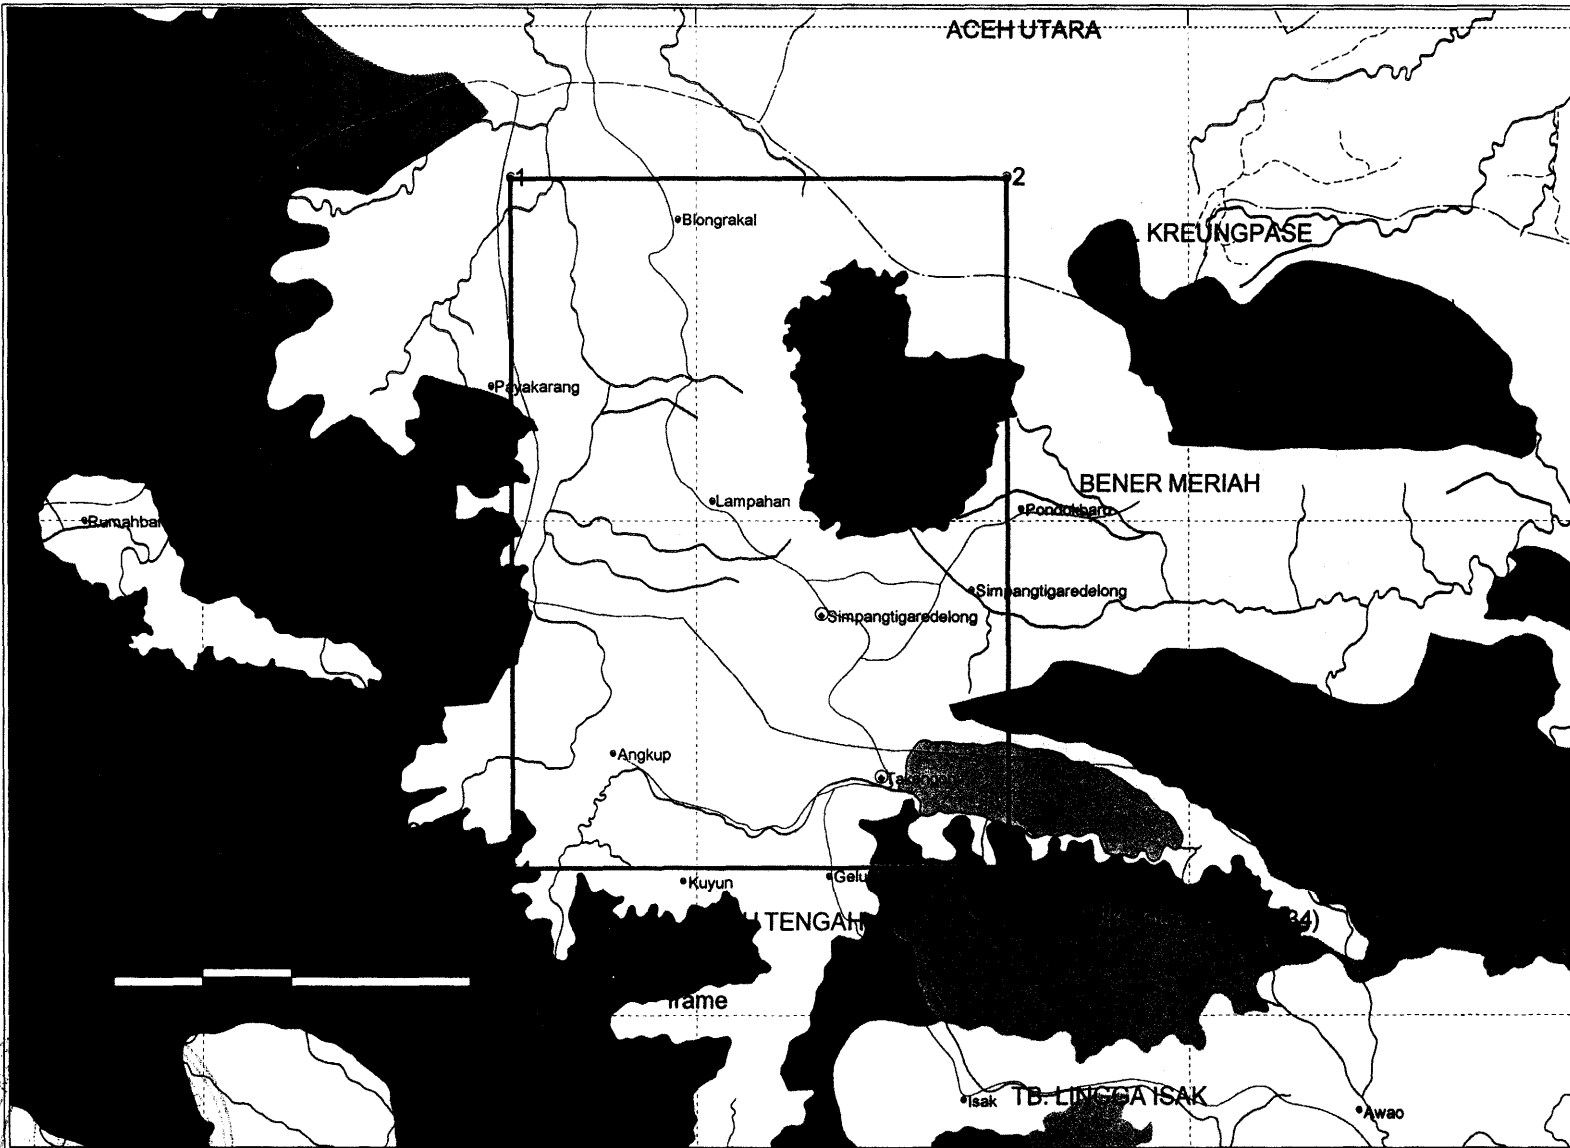 ACEH UTARA
1
2
Blongrakal
KREUNGPASE
Payakarang
BENER MERIAH
Lampahan
Pondokbaru
Simpangtigaredelong
Simpangtigaredelong
Angkup
Kuyun
TENGAH
frame
Isak
TB. LINGGA ISAK
Awao